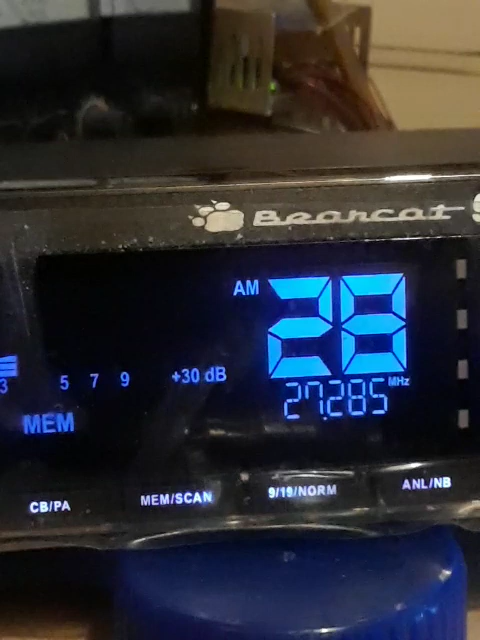 Bearcat S
AM 28
3 5 7 9 +30 dB
27.285 MHz
MEM
CB/PA MEM/SCAN 9/19/NORM ANL/NB